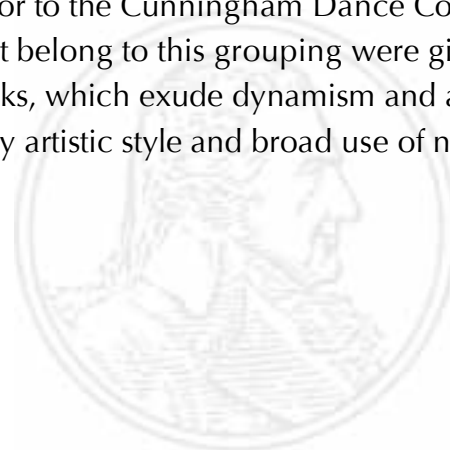 or to the Cunningham Dance Co
t belong to this grouping were gi
ks, which exude dynamism and a
y artistic style and broad use of n